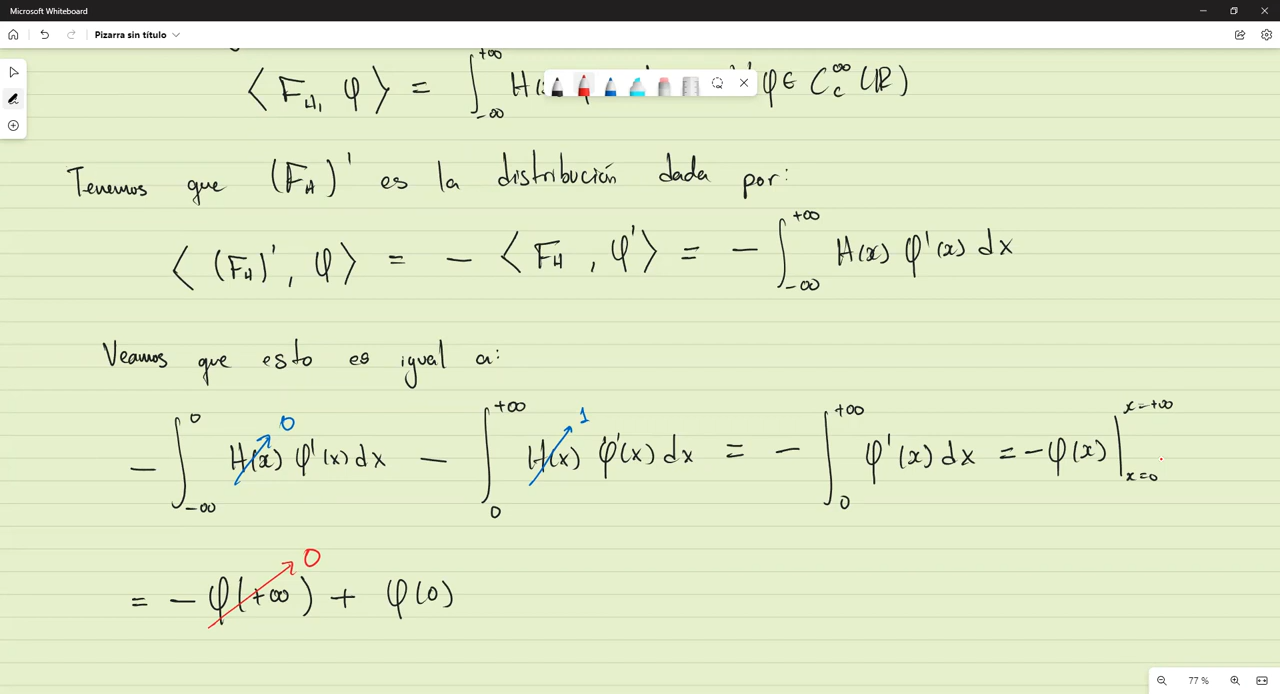 Microsoft Whiteboard
Pizarra sin título
⟨ F_H, φ ⟩ = ∫_{-∞}^{+∞} H(x φ ∈ C_c^∞ (ℝ)
Tenemos que (F_H)' es la distribución dada por:
⟨ (F_H)', φ ⟩ = - ⟨ F_H , φ' ⟩ = - ∫_{-∞}^{+∞} H(x) φ'(x) dx
Veamos que esto es igual a:
- ∫_{-∞}^{0} H(x) 0 φ'(x) dx - ∫_{0}^{+∞} H(x) 1 φ'(x) dx = - ∫_{0}^{+∞} φ'(x) dx = - φ(x) |_{x=0}^{x=+∞}
= - φ(+∞) 0 + φ(0)
77 %